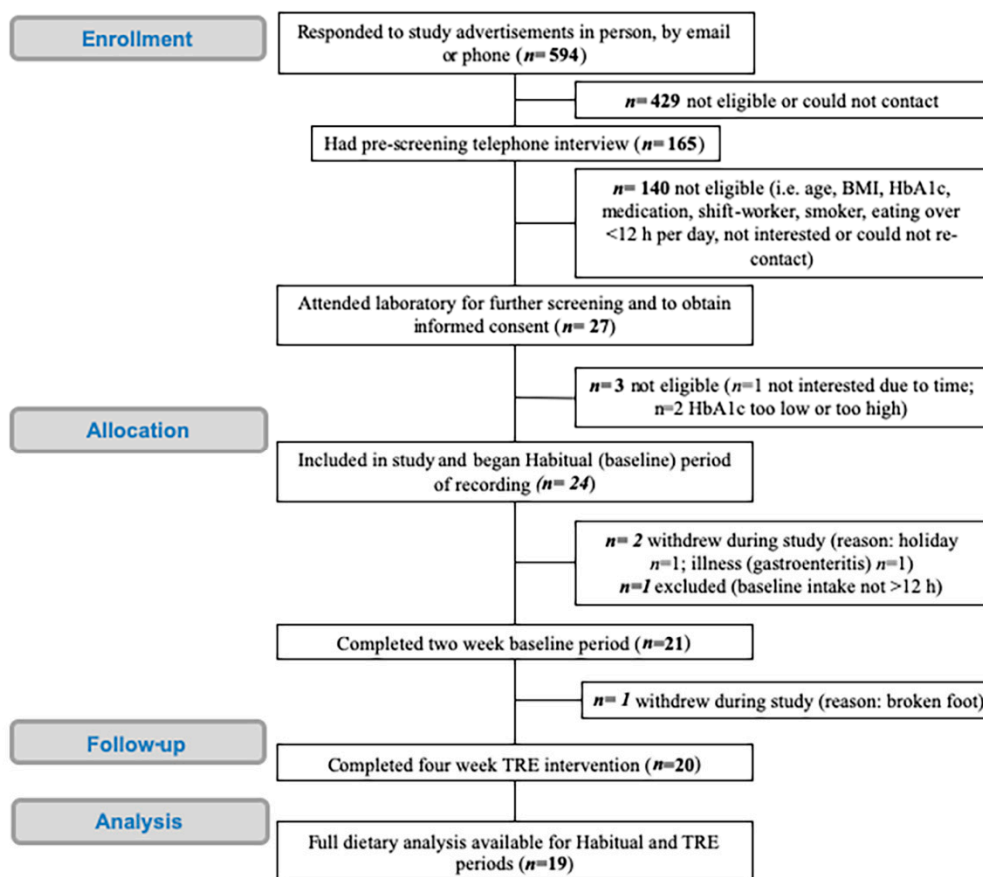 Enrollment
Responded to study advertisements in person, by email
or phone (n=594)
n=429 not eligible or could not contact
Had pre-screening telephone interview (n=165)
n= 140 not eligible (i.e. age, BMI, HbA1c,
medication, shift-worker, smoker, eating over
<12 h per day, not interested or could not re-
contact)
Attended laboratory for further screening and to obtain
informed consent (n= 27)
n=3 not eligible (n=1 not interested due to time;
n=2 HbA1c too low or too high)
Allocation
Included in study and began Habitual (baseline) period
of recording (n= 24)
n= 2 withdrew during study (reason: holiday
n=1; illness (gastroenteritis) n=1)
n=1 excluded (baseline intake not >12 h)
Completed two week baseline period (n=21)
n= 1 withdrew during study (reason: broken foot)
Follow-up
Completed four week TRE intervention (n=20)
Analysis
Full dietary analysis available for Habitual and TRE
periods (n=19)